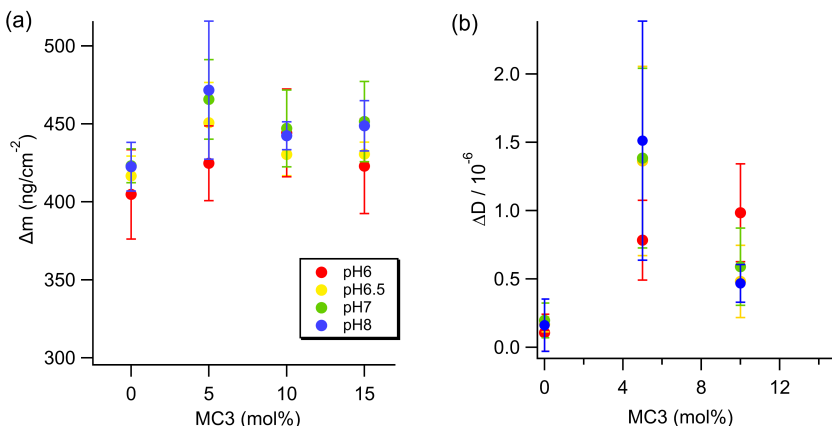 (a)
500
450
400
350
300
Δm (ng/cm⁻²)
pH6
pH6.5
pH7
pH8
0 5 10 15
MC3 (mol%)
(b)
2.0
1.5
1.0
0.5
0.0
ΔD / 10⁻⁶
0 4 8 12
MC3 (mol%)